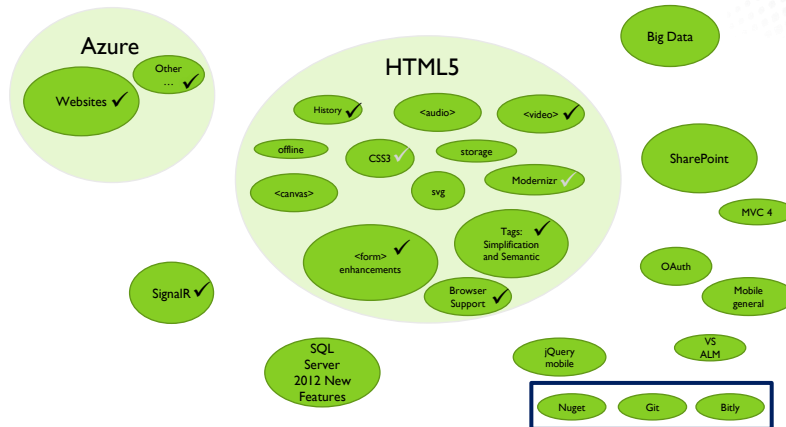 Azure
Other
...
Websites
HTML5
Big Data
History
<audio>
<video>
offline
CSS3
storage
SharePoint
<canvas>
svg
Modernizr
MVC 4
Tags:
Simplification
and Semantic
<form>
enhancements
OAuth
Browser
Support
Mobile
general
SignalR
SQL
Server
2012 New
Features
jQuery
mobile
VS
ALM
Nuget
Git
Bitly